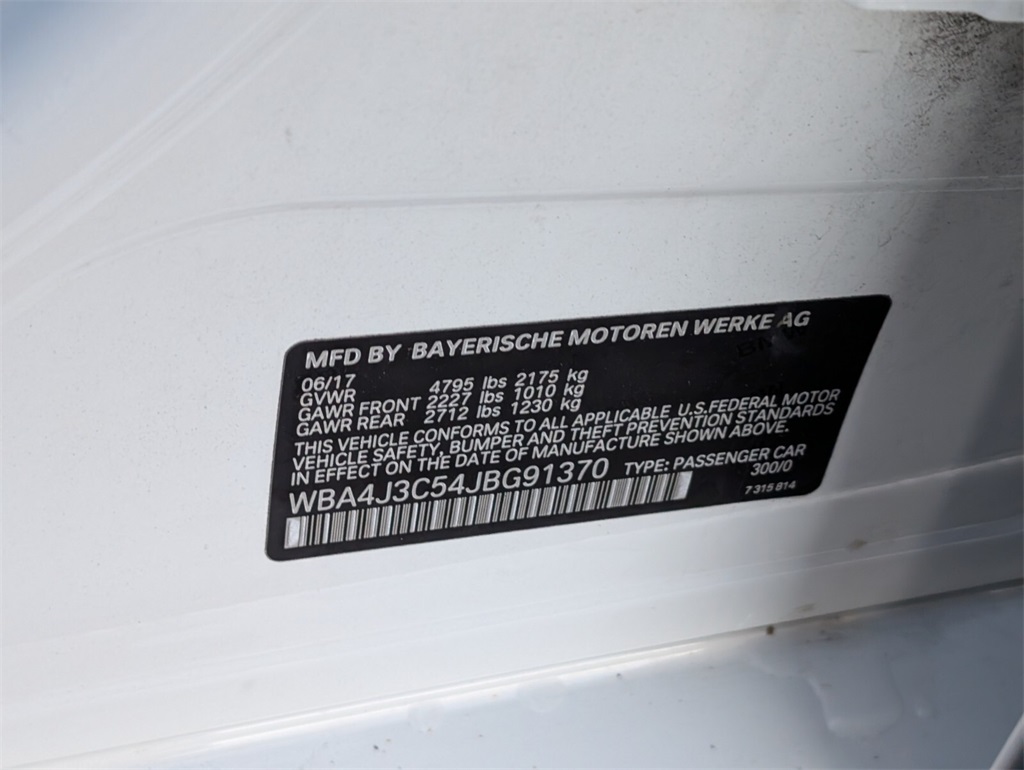 MFD BY BAYERISCHE MOTOREN WERKE AG
06/17
GVWR 4795 lbs 2175 kg
GAWR FRONT 2227 lbs 1010 kg
GAWR REAR 2712 lbs 1230 kg
THIS VEHICLE CONFORMS TO ALL APPLICABLE U.S.FEDERAL MOTOR
VEHICLE SAFETY, BUMPER AND THEFT PREVENTION STANDARDS
IN EFFECT ON THE DATE OF MANUFACTURE SHOWN ABOVE.
WBA4J3C54JBG91370 TYPE: PASSENGER CAR
300/0
7 315 814